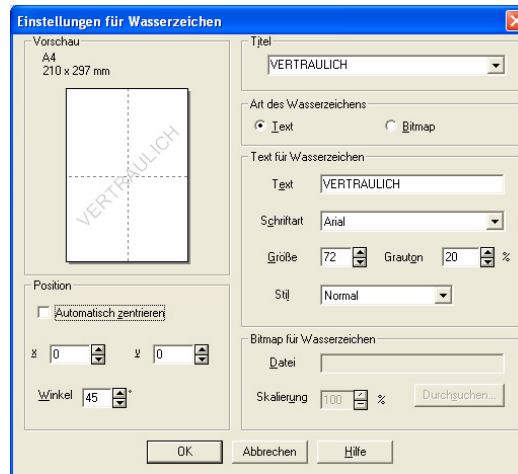 Einstellungen für Wasserzeichen
Vorschau
A4
210 x 297 mm
VERTRAULICH
Position
Automatisch zentrieren
x 0 y 0
Winkel 45 °
Titel
VERTRAULICH
Art des Wasserzeichens
Text Bitmap
Text für Wasserzeichen
Text VERTRAULICH
Schriftart Arial
Größe 72 Grauton 20 %
Stil Normal
Bitmap für Wasserzeichen
Datei
Skalierung 100 % Durchsuchen...
OK Abbrechen Hilfe